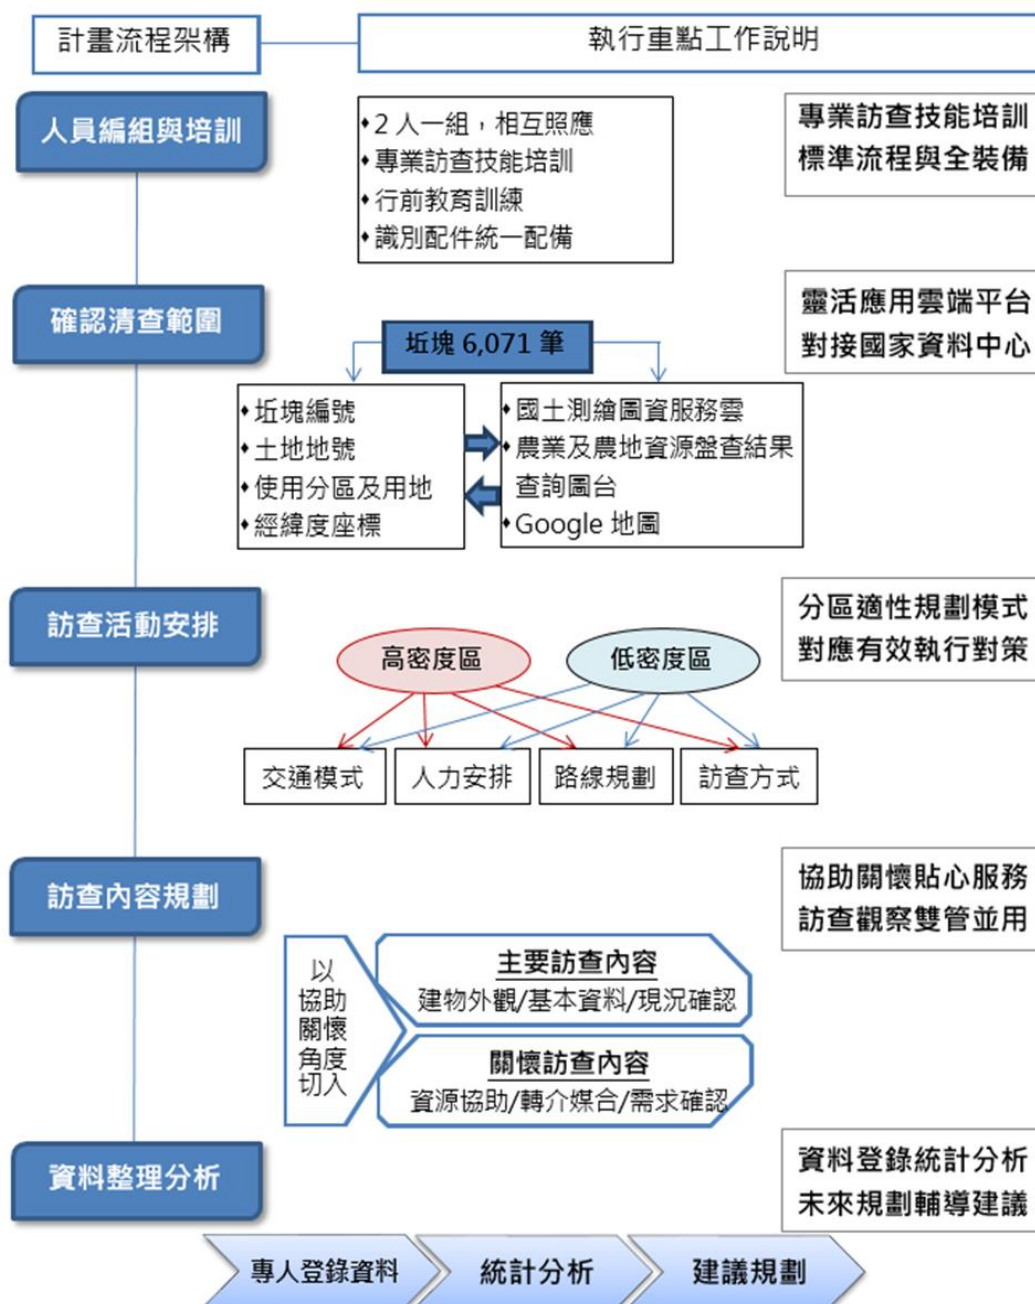 計畫流程架構
執行重點工作說明
人員編組與培訓
♦2 人一組，相互照應
♦專業訪查技能培訓
♦行前教育訓練
♦識別配件統一配備
專業訪查技能培訓
標準流程與全裝備
確認清查範圍
坵塊 6,071 筆
♦坵塊編號
♦土地地號
♦使用分區及用地
♦經緯度座標
♦國土測繪圖資服務雲
♦農業及農地資源盤查結果
查詢圖台
♦Google 地圖
靈活應用雲端平台
對接國家資料中心
訪查活動安排
高密度區
低密度區
交通模式
人力安排
路線規劃
訪查方式
分區適性規劃模式
對應有效執行對策
訪查內容規劃
以
協助
關懷
角度
切入
主要訪查內容
建物外觀/基本資料/現況確認
關懷訪查內容
資源協助/轉介媒合/需求確認
協助關懷貼心服務
訪查觀察雙管並用
資料整理分析
資料登錄統計分析
未來規劃輔導建議
專人登錄資料
統計分析
建議規劃